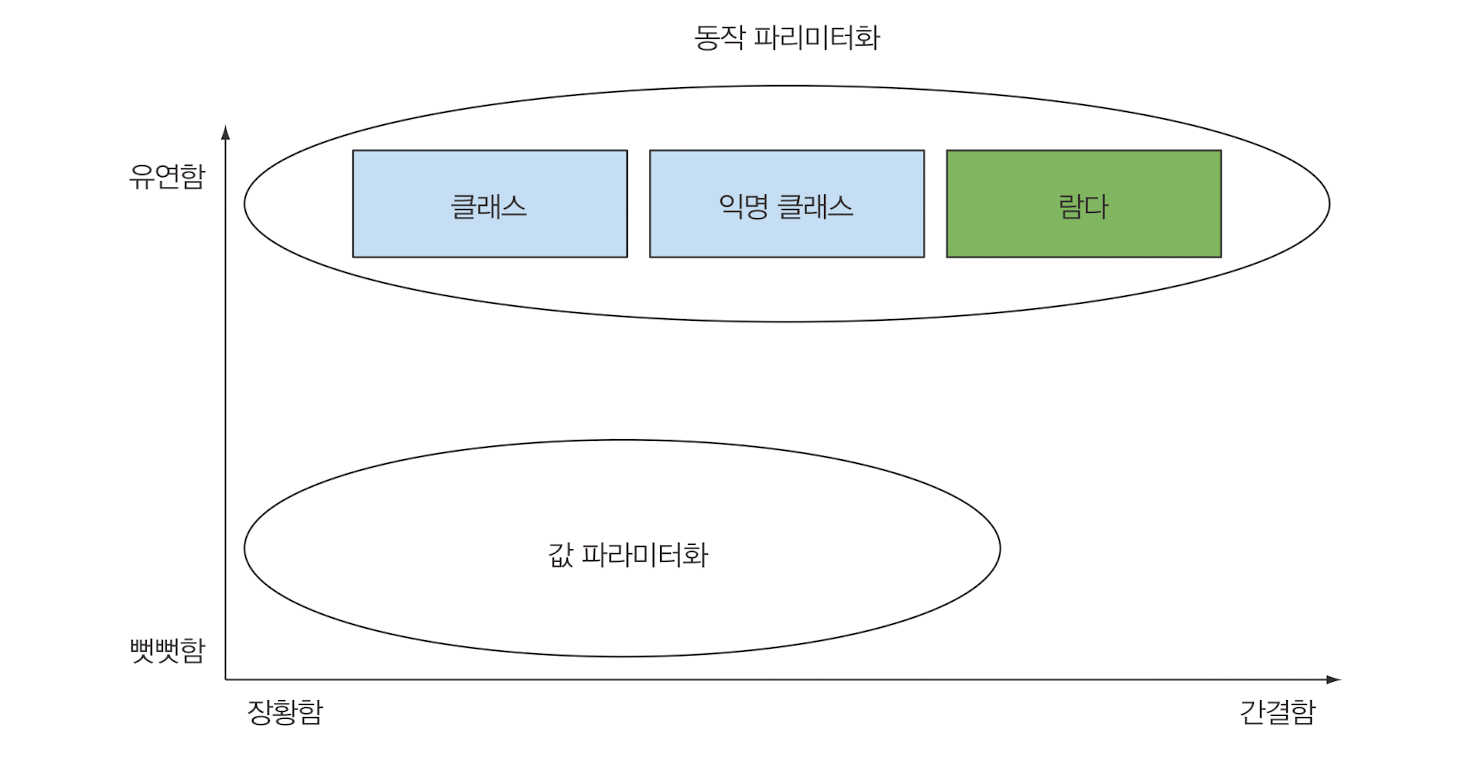 동작 파리미터화
유연함
클래스
익명 클래스
람다
값 파라미터화
뻣뻣함
장황함
간결함